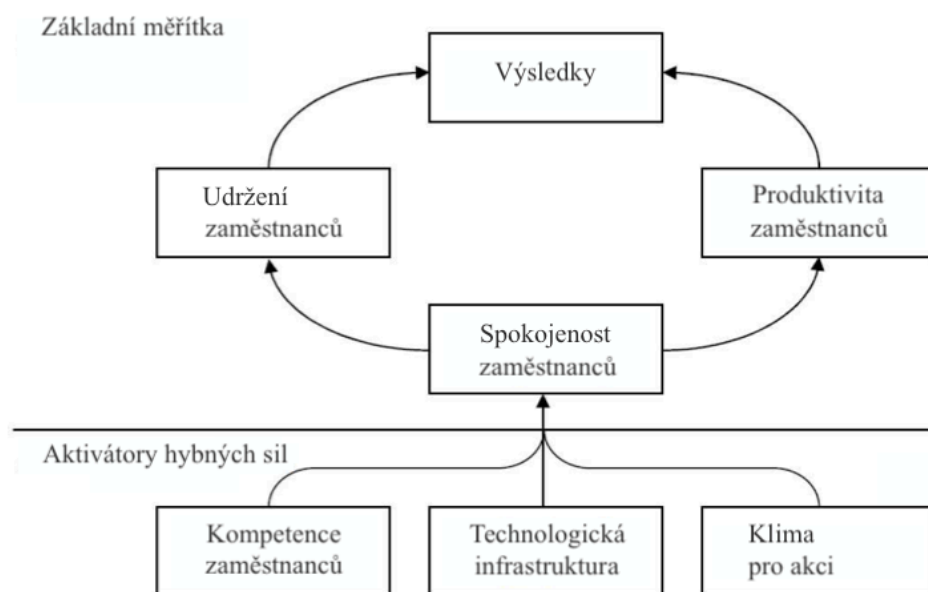 Základní měřítka
Výsledky
Udržení
zaměstnanců
Produktivita
zaměstnanců
Spokojenost
zaměstnanců
Aktivátory hybných sil
Kompetence
zaměstnanců
Technologická
infrastruktura
Klima
pro akci